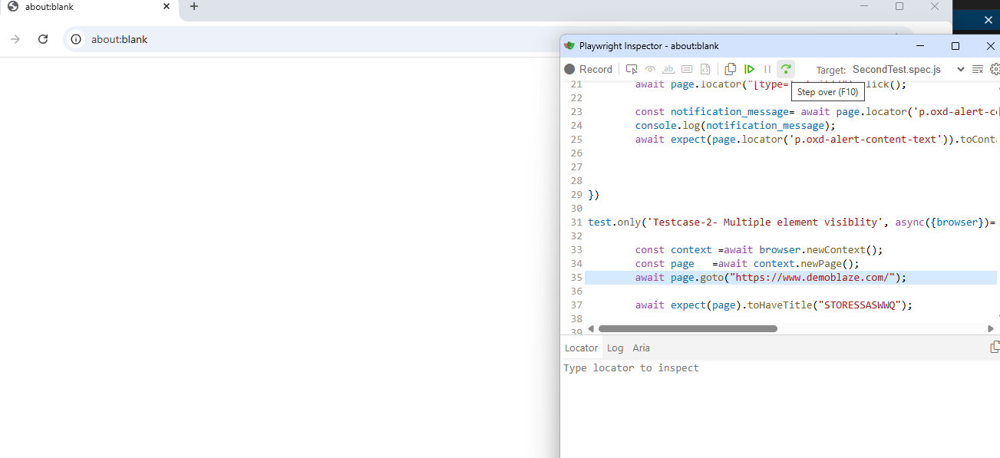 about:blank
about:blank
Playwright Inspector - about:blank
Record
Target: SecondTest.spec.js
Step over (F10)
21 await page.locator("[type= lick();
22
23 const notification_message= await page.locator('p.oxd-alert-co
24 console.log(notification_message);
25 await expect(page.locator('p.oxd-alert-content-text')).toConta
26
27
28
29 })
30
31 test.only('Testcase-2- Multiple element visiblity', async({browser})=
32
33 const context =await browser.newContext();
34 const page =await context.newPage();
35 await page.goto("https://www.demoblaze.com/");
36
37 await expect(page).toHaveTitle("STORESSASWWQ");
38
39
Locator Log Aria
Type locator to inspect